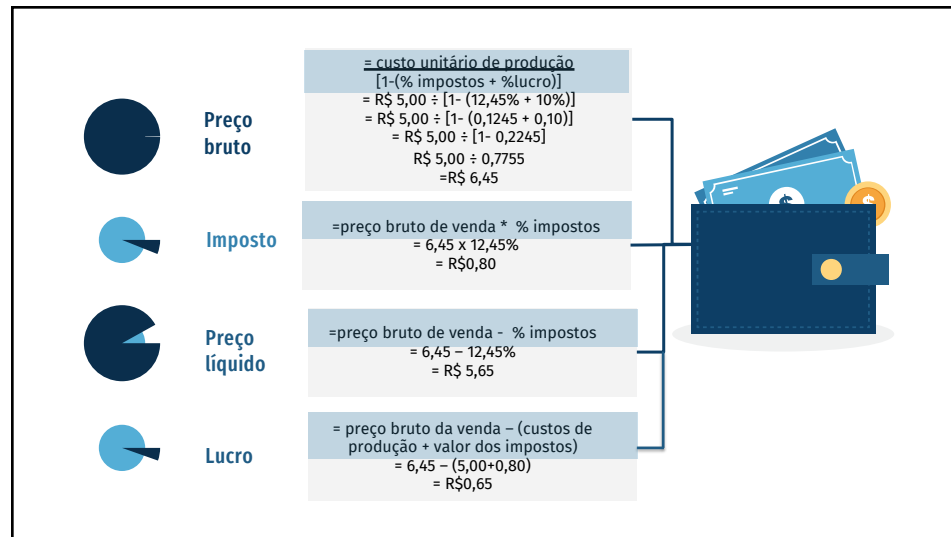 Preço
bruto
= custo unitário de produção
[1-(% impostos + %lucro)]
= R$ 5,00 ÷ [1- (12,45% + 10%)]
= R$ 5,00 ÷ [1- (0,1245 + 0,10)]
= R$ 5,00 ÷ [1- 0,2245]
R$ 5,00 ÷ 0,7755
=R$ 6,45
Imposto
=preço bruto de venda * % impostos
= 6,45 x 12,45%
= R$0,80
Preço
líquido
=preço bruto de venda - % impostos
= 6,45 – 12,45%
= R$ 5,65
Lucro
= preço bruto da venda – (custos de
produção + valor dos impostos)
= 6,45 – (5,00+0,80)
= R$0,65
$
$